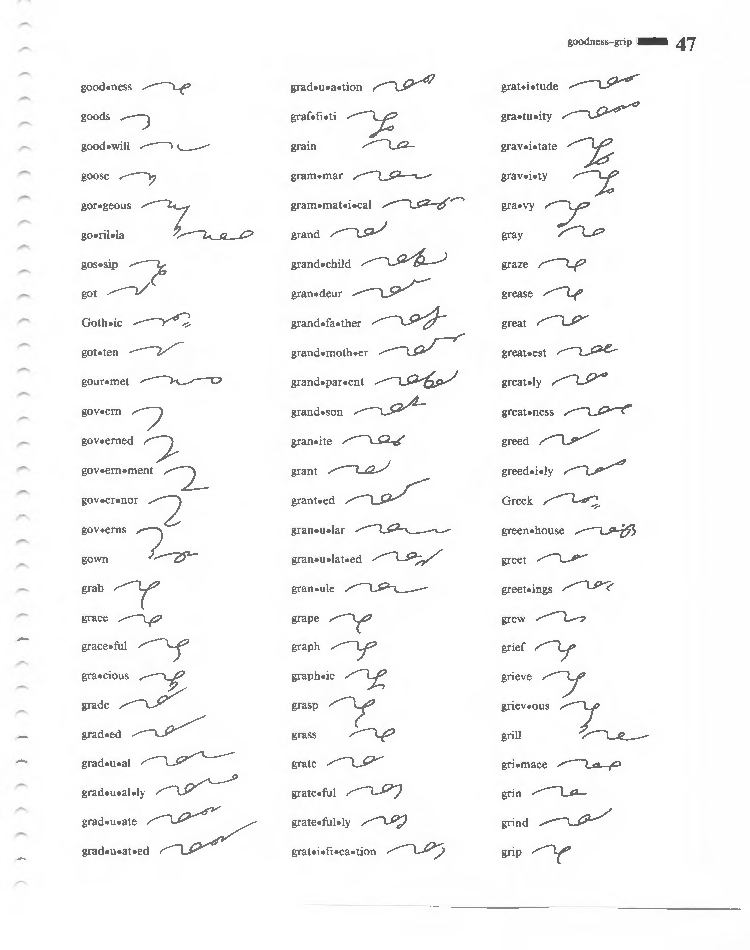 goodness–grip 47
good•ness
goods
good•will
goose
gor•geous
go•ril•la
gos•sip
got
Goth•ic
got•ten
gour•met
gov•ern
gov•erned
gov•ern•ment
gov•er•nor
gov•erns
gown
grab
grace
grace•ful
gra•cious
grade
grad•ed
grad•u•al
grad•u•al•ly
grad•u•ate
grad•u•at•ed
grad•u•a•tion
graf•fi•ti
grain
gram•mar
gram•mat•i•cal
grand
grand•child
gran•deur
grand•fa•ther
grand•moth•er
grand•par•ent
grand•son
gran•ite
grant
grant•ed
gran•u•lar
gran•u•lat•ed
gran•ule
grape
graph
graph•ic
grasp
grass
grate
grate•ful
grate•ful•ly
grat•i•fi•ca•tion
grat•i•tude
gra•tu•ity
grav•i•tate
grav•i•ty
gra•vy
gray
graze
grease
great
great•est
great•ly
great•ness
greed
greed•i•ly
Greek
green•house
greet
greet•ings
grew
grief
grieve
griev•ous
grill
gri•mace
grin
grind
grip